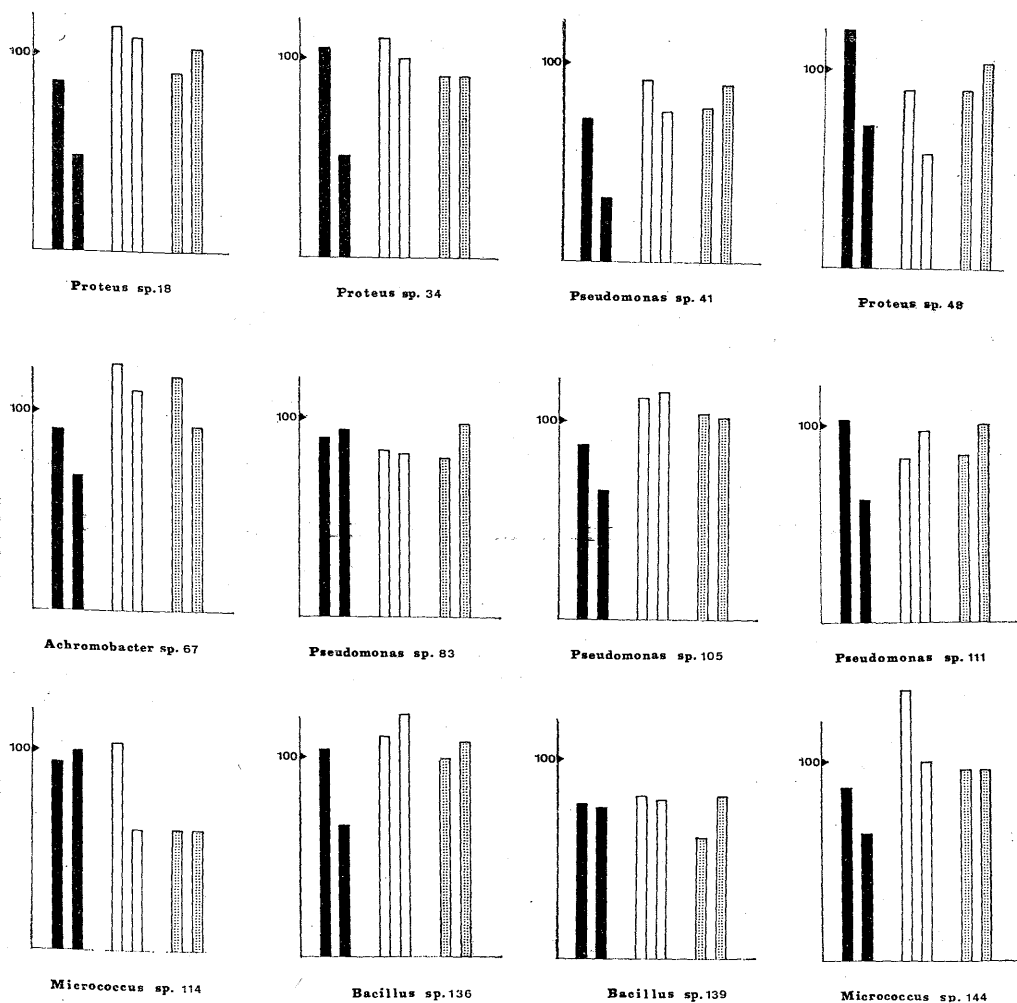 100 100 100 100
Proteus sp.18 Proteus sp. 34 Pseudomonas sp. 41 Proteus sp. 48
100 100 100 100
Achromobacter sp. 67 Pseudomonas sp. 83 Pseudomonas sp. 105 Pseudomonas sp. 111
100 100 100 100
Micrococcus sp. 114 Bacillus sp.136 Bacillus sp.139 Micrococcus sp. 144